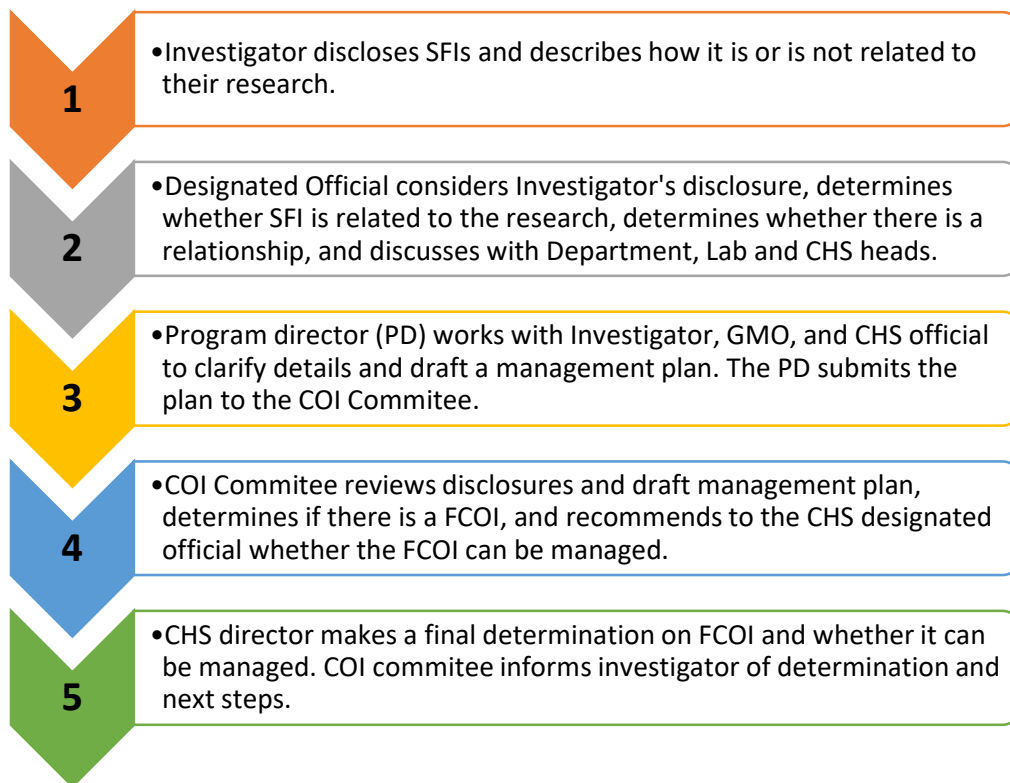 1
•Investigator discloses SFIs and describes how it is or is not related to
their research.
2
•Designated Official considers Investigator's disclosure, determines
whether SFI is related to the research, determines whether there is a
relationship, and discusses with Department, Lab and CHS heads.
3
•Program director (PD) works with Investigator, GMO, and CHS official
to clarify details and draft a management plan. The PD submits the
plan to the COI Commitee.
4
•COI Commitee reviews disclosures and draft management plan,
determines if there is a FCOI, and recommends to the CHS designated
official whether the FCOI can be managed.
5
•CHS director makes a final determination on FCOI and whether it can
be managed. COI commitee informs investigator of determination and
next steps.